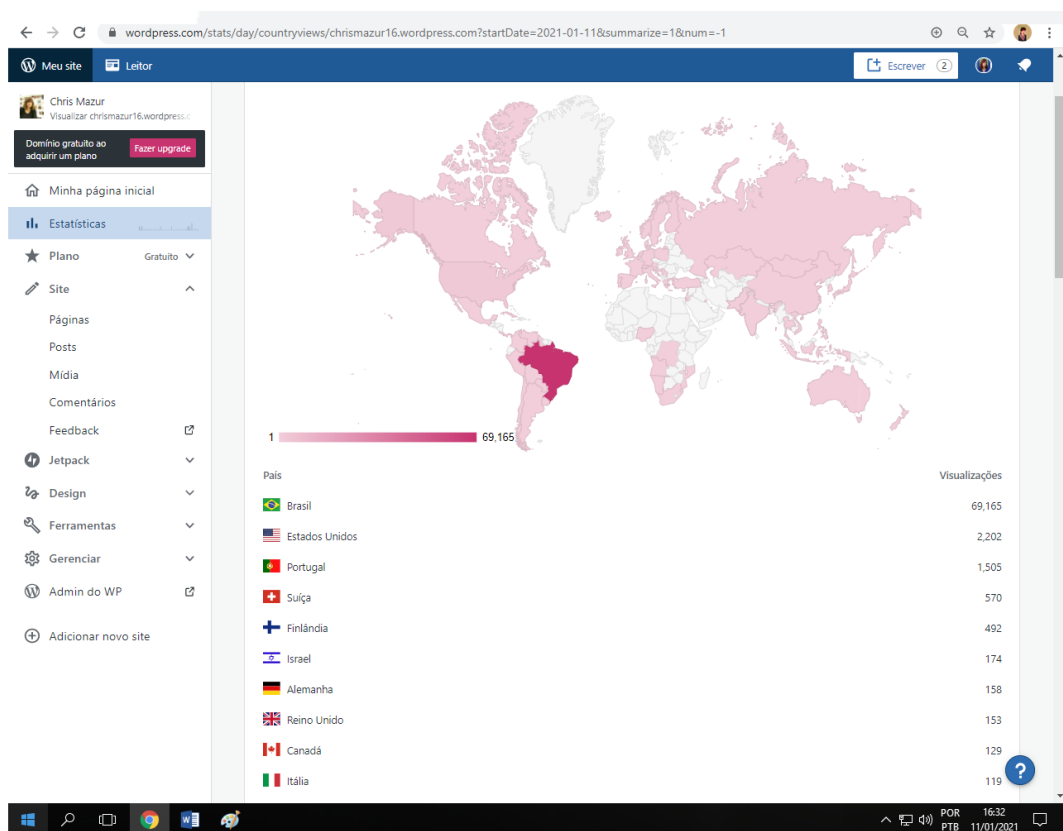 wordpress.com/stats/day/countryviews/chrismazur16.wordpress.com?startDate=2021-01-11&summarize=1&num=-1
Meu site
Leitor
Escrever 2
Chris Mazur
Visualizar chrismazur16.wordpress.c
Domínio gratuito ao
adquirir um plano
Fazer upgrade
Minha página inicial
Estatísticas
Plano Gratuito
Site
Páginas
Posts
Mídia
Comentários
Feedback
Jetpack
Design
Ferramentas
Gerenciar
Admin do WP
Adicionar novo site
1 69,165
País Visualizações
Brasil 69,165
Estados Unidos 2,202
Portugal 1,505
Suíça 570
Finlândia 492
Israel 174
Alemanha 158
Reino Unido 153
Canadá 129
Itália 119
?
POR 16:32
PTB 11/01/2021